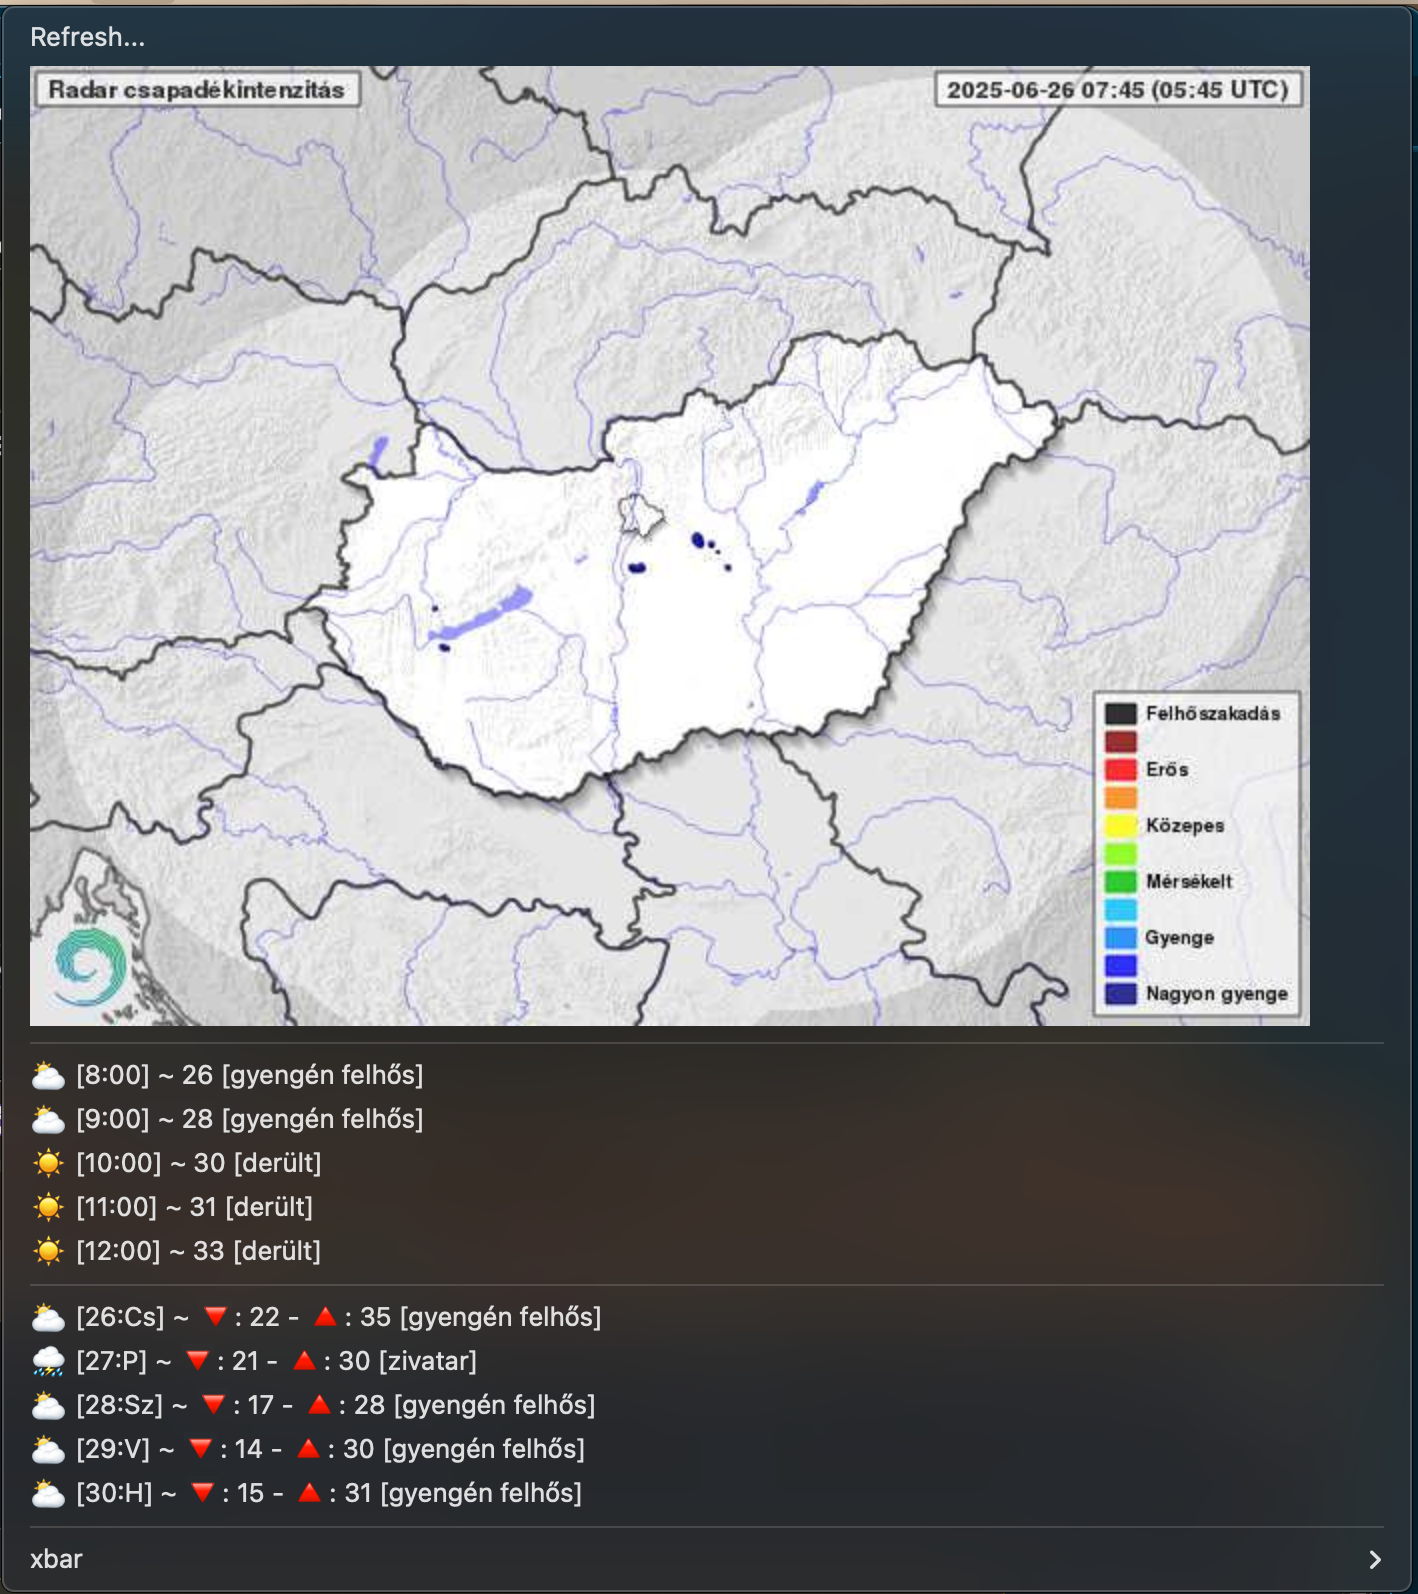 Refresh...
Radar csapadékintenzitás
2025-06-26 07:45 (05:45 UTC)
Felhőszakadás
Erős
Közepes
Mérsékelt
Gyenge
Nagyon gyenge
[8:00] ~ 26 [gyengén felhős]
[9:00] ~ 28 [gyengén felhős]
[10:00] ~ 30 [derült]
[11:00] ~ 31 [derült]
[12:00] ~ 33 [derült]
[26:Cs] ~ 🔻: 22 - 🔺: 35 [gyengén felhős]
[27:P] ~ 🔻: 21 - 🔺: 30 [zivatar]
[28:Sz] ~ 🔻: 17 - 🔺: 28 [gyengén felhős]
[29:V] ~ 🔻: 14 - 🔺: 30 [gyengén felhős]
[30:H] ~ 🔻: 15 - 🔺: 31 [gyengén felhős]
xbar